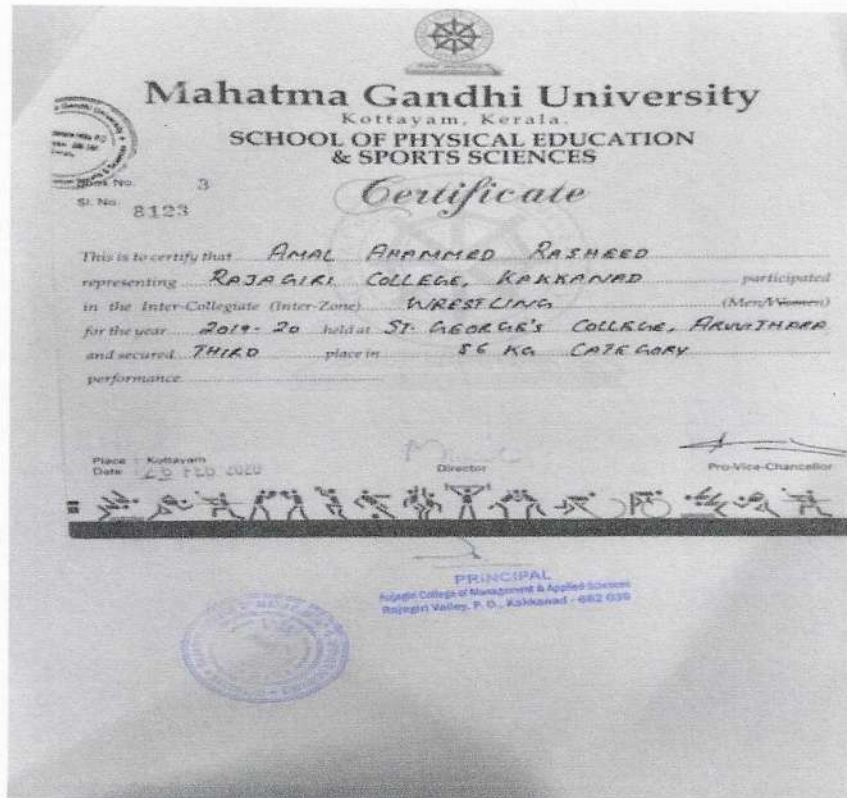 Mahatma Gandhi University
Kottayam, Kerala.
SCHOOL OF PHYSICAL EDUCATION
& SPORTS SCIENCES
Book No. 3
Certificate
Sl. No. 8123
This is to certify that AMAL AHAMMED RASHEED
representing RAJAGIRI COLLEGE, KAKKANAD participated
in the Inter-Collegiate (Inter-Zone) WRESTLING (Men/Women)
for the year 2019-20 held at ST. GEORGE'S COLLEGE, ARUVITHARA
and secured THIRD place in 86 KG CATEGORY
performance
Place : Kottayam
Date 26 FEB 2020
Director
Pro-Vice-Chancellor
PRINCIPAL
Rajagiri College of Management & Applied Sciences
Rajagiri Valley, P. O., Kakkanad - 682 039